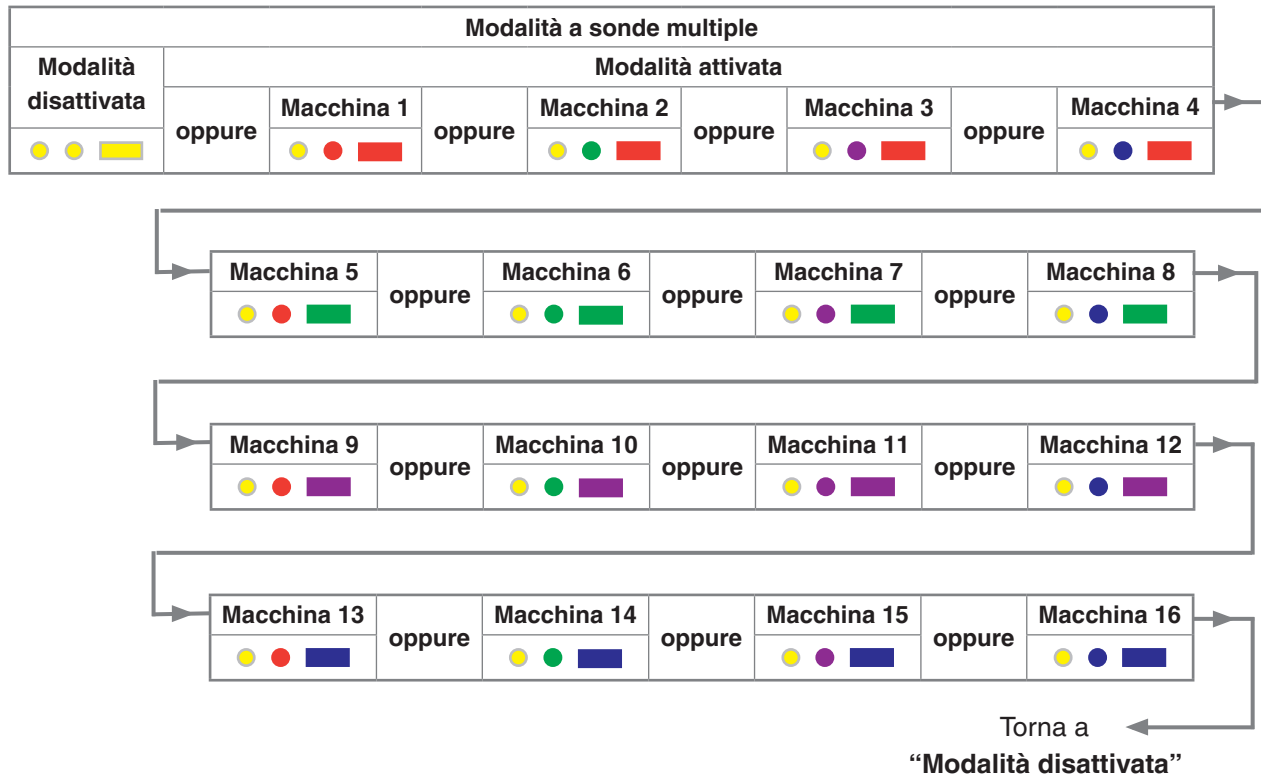 Modalità a sonde multiple
Modalità disattivata
Modalità attivata
oppure
Macchina 1
oppure
Macchina 2
oppure
Macchina 3
oppure
Macchina 4
Macchina 5
oppure
Macchina 6
oppure
Macchina 7
oppure
Macchina 8
Macchina 9
oppure
Macchina 10
oppure
Macchina 11
oppure
Macchina 12
Macchina 13
oppure
Macchina 14
oppure
Macchina 15
oppure
Macchina 16
Torna a
“Modalità disattivata”